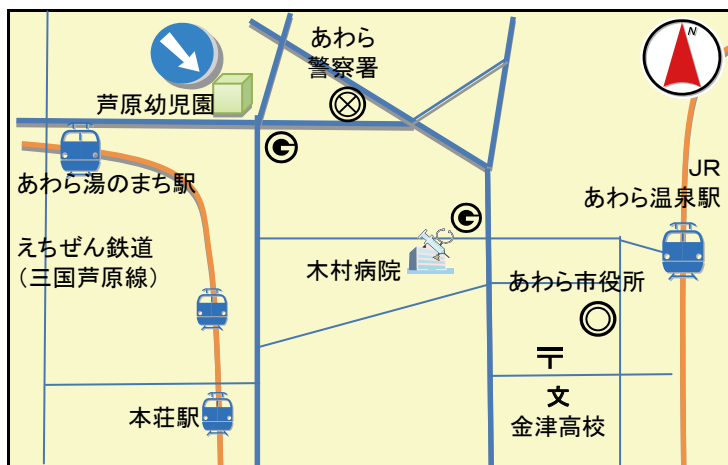 あわら
警察署
N
芦原幼児園
JR
あわら温泉駅
あわら湯のまち駅
えちぜん鉄道
（三国芦原線）
木村病院
あわら市役所
〒
文
本荘駅
金津高校